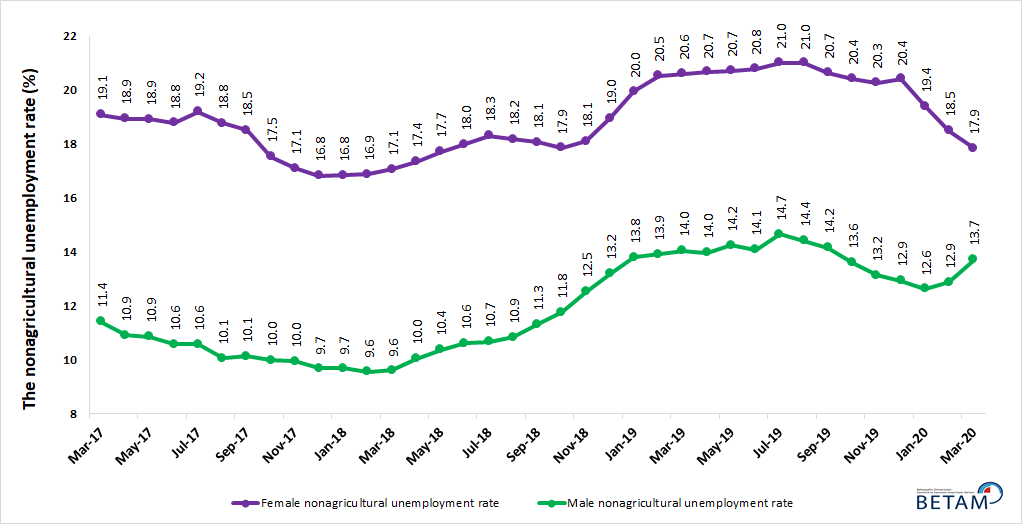 The nonagricultural unemployment rate (%)
22
20
18
16
14
12
10
8
19.1 18.9 18.9 18.8 19.2 18.8 18.5 17.5 17.1 16.8 16.8 16.9 17.1 17.4 17.7 18.0 18.3 18.2 18.1 17.9 18.1 19.0 20.0 20.5 20.6 20.7 20.7 20.8 21.0 21.0 20.7 20.4 20.3 20.4 19.4 18.5 17.9
11.4 10.9 10.9 10.6 10.6 10.1 10.1 10.0 10.0 9.7 9.7 9.6 9.6 10.0 10.4 10.6 10.7 10.9 11.3 11.8 12.5 13.2 13.8 13.9 14.0 14.0 14.2 14.1 14.7 14.4 14.2 13.6 13.2 12.9 12.6 12.9 13.7
Mar-17 May-17 Jul-17 Sep-17 Nov-17 Jan-18 Mar-18 May-18 Jul-18 Sep-18 Nov-18 Jan-19 Mar-19 May-19 Jul-19 Sep-19 Nov-19 Jan-20 Mar-20
Female nonagricultural unemployment rate Male nonagricultural unemployment rate
BETAM